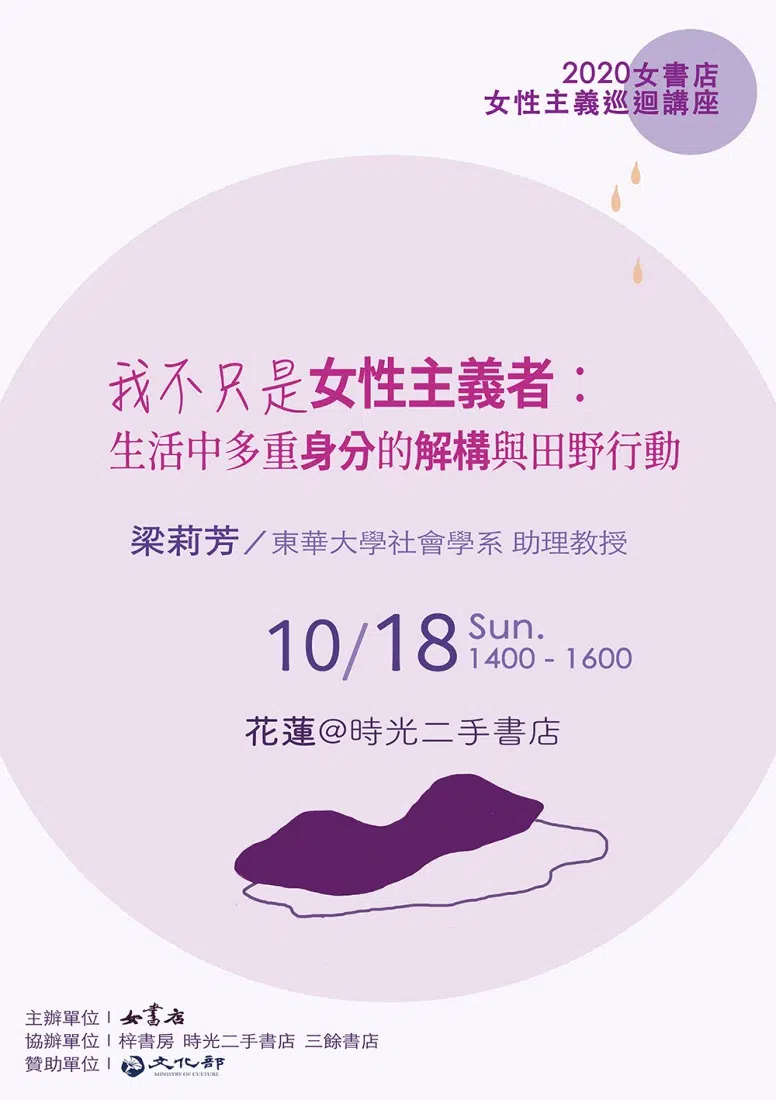 2020女書店
女性主義巡迴講座
我不只是女性主義者：
生活中多重身分的解構與田野行動
梁莉芳／東華大學社會學系 助理教授
10/18 Sun.
1400 - 1600
花蓮@時光二手書店
主辦單位 | 女書店
協辦單位 | 梓書房 時光二手書店 三餘書店
贊助單位 | 文化部
MINISTRY OF CULTURE